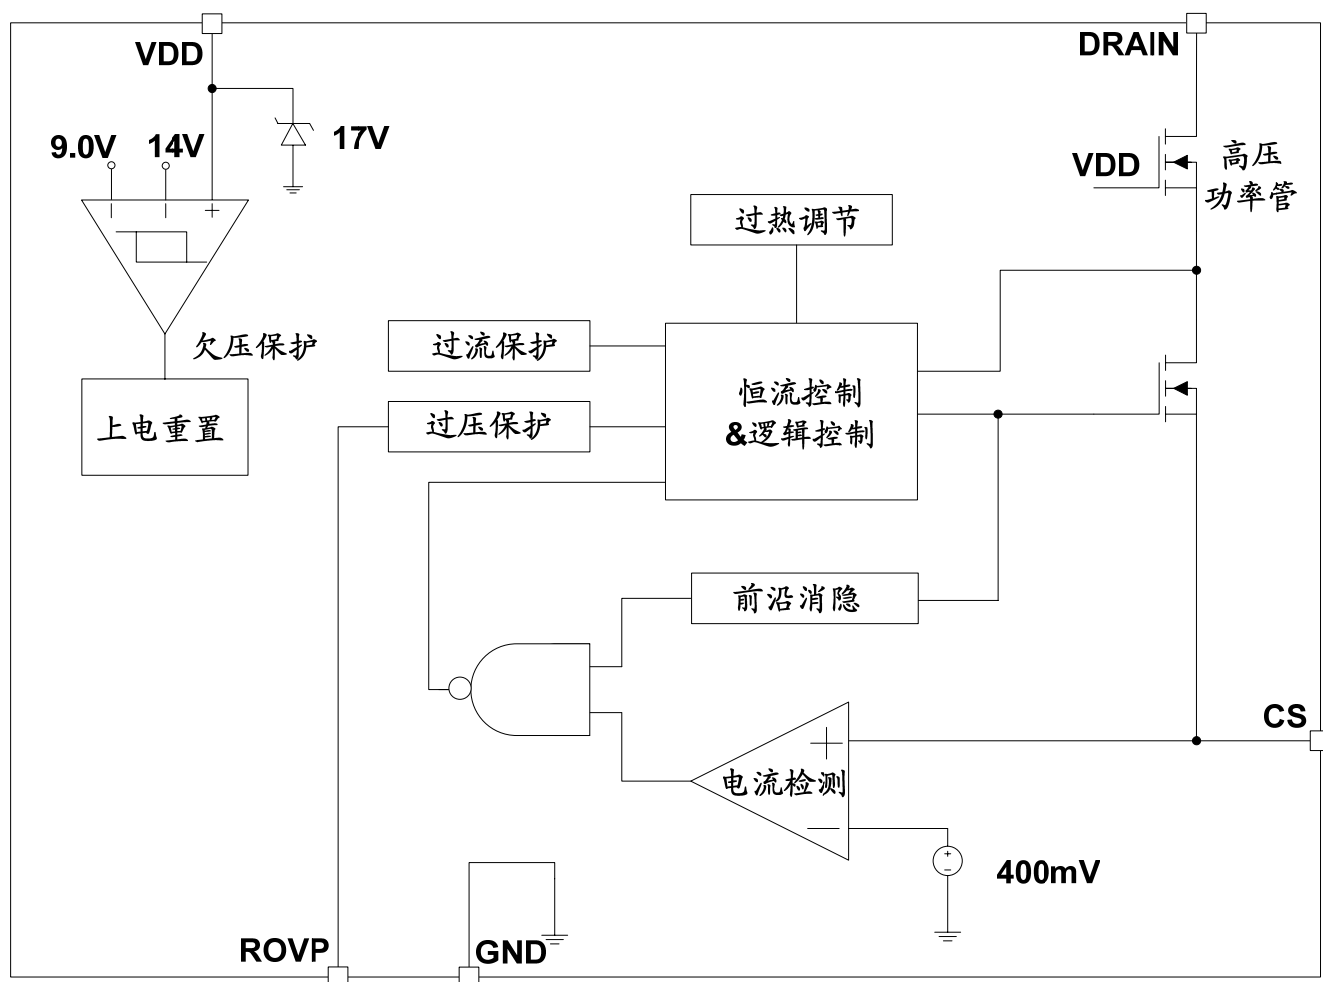 VDD
DRAIN
9.0V
14V
17V
VDD
高压
功率管
过热调节
欠压保护
过流保护
上电重置
过压保护
恒流控制
&逻辑控制
前沿消隐
CS
电流检测
400mV
ROVP
GND